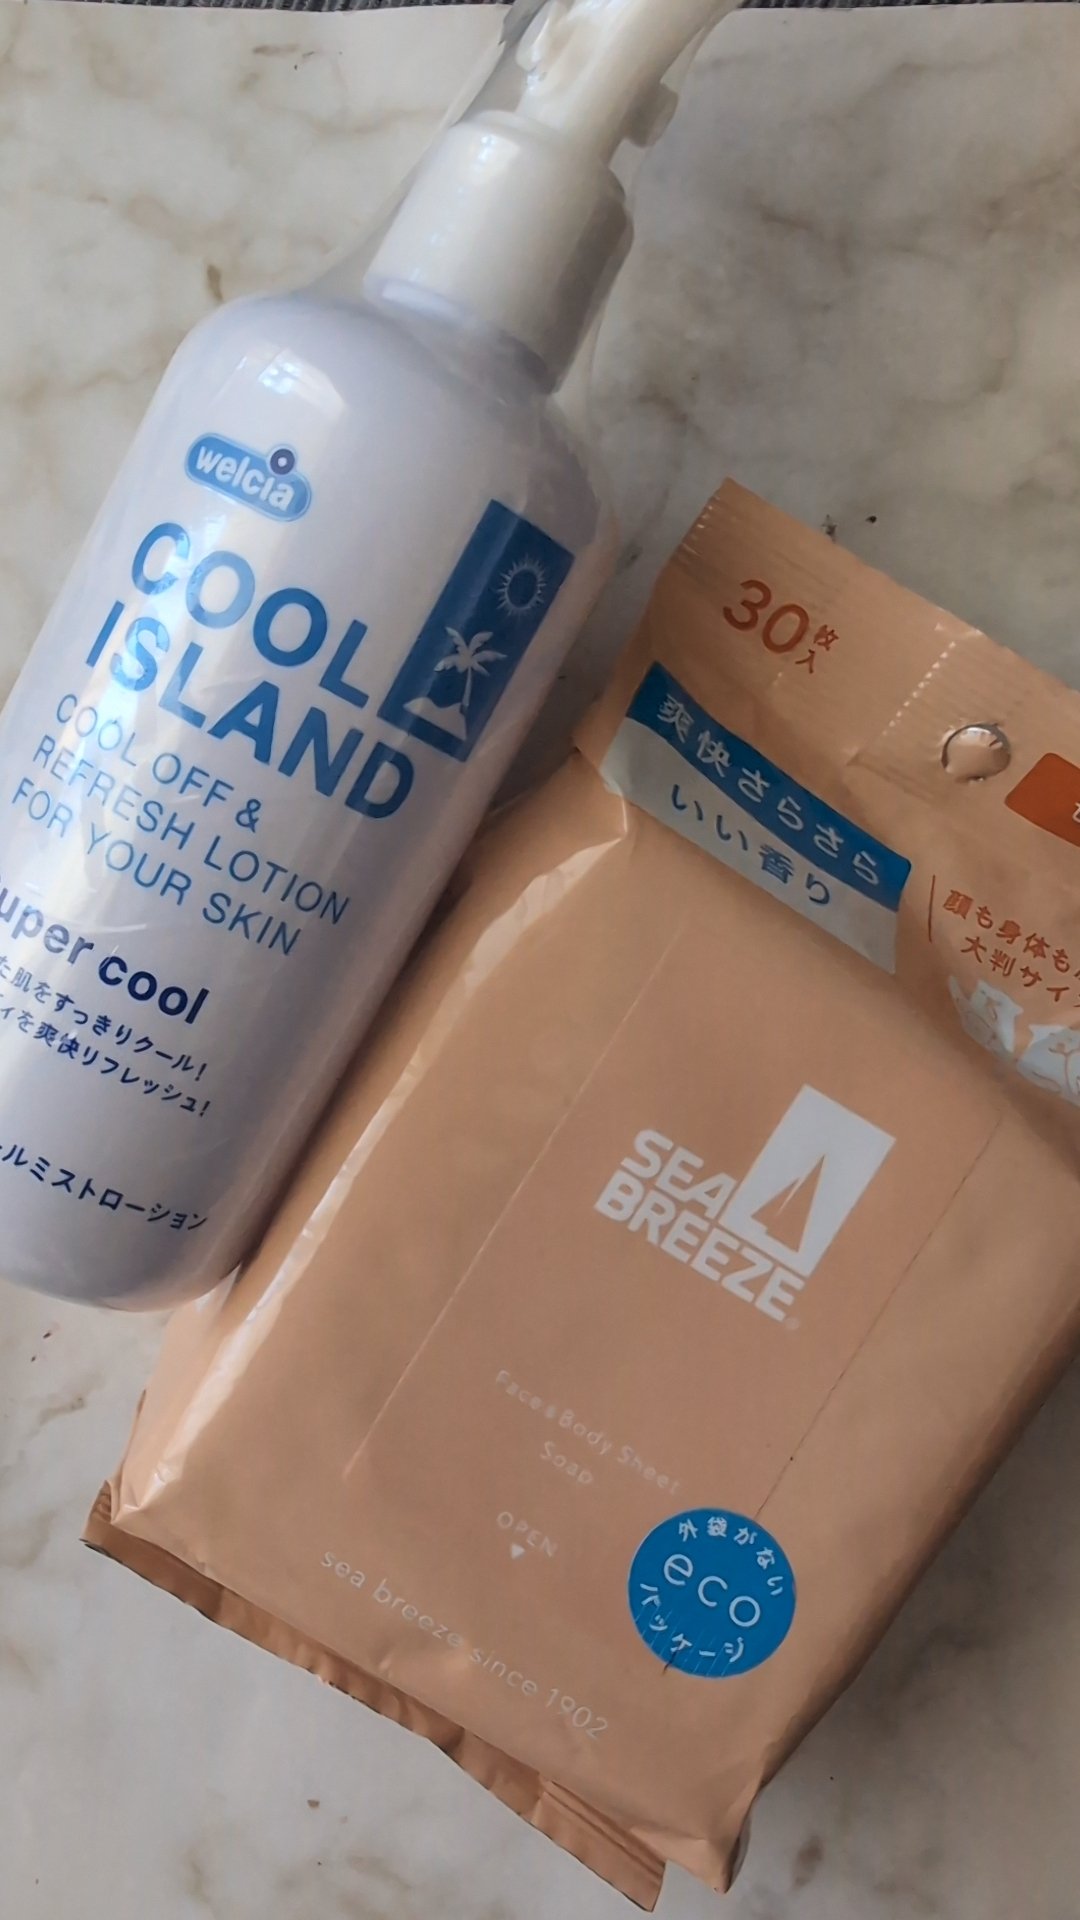 welcia
COOL
ISLAND
COOL OFF &
REFRESH LOTION
FOR YOUR SKIN
uper cool
た肌をすっきりクール!
ィを爽快リフレッシュ!
ールミストローション
30枚入
爽快さらさら
いい香り
顔も身体も
大判サイズ
SEA
BREEZE®
Face & Body Sheet
Soap
OPEN
sea breeze since 1902
外袋がない
eco
パッケージ